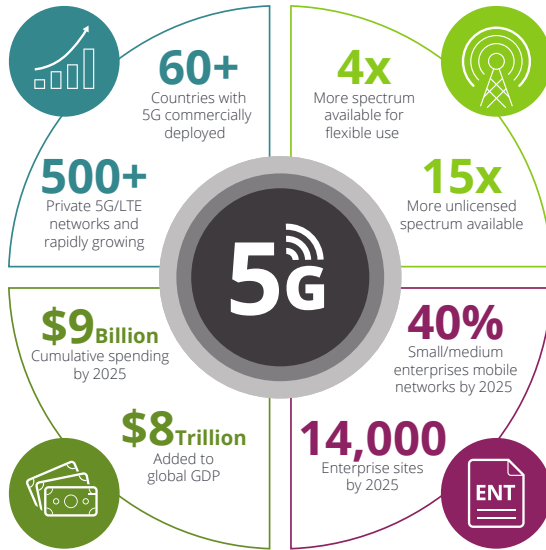 60+
Countries with
5G commercially
deployed
500+
Private 5G/LTE
networks and
rapidly growing
4x
More spectrum
available for
flexible use
15x
More unlicensed
spectrum available
5G
$9Billion
Cumulative spending
by 2025
$8Trillion
Added to
global GDP
40%
Small/medium
enterprises mobile
networks by 2025
14,000
Enterprise sites
by 2025
ENT